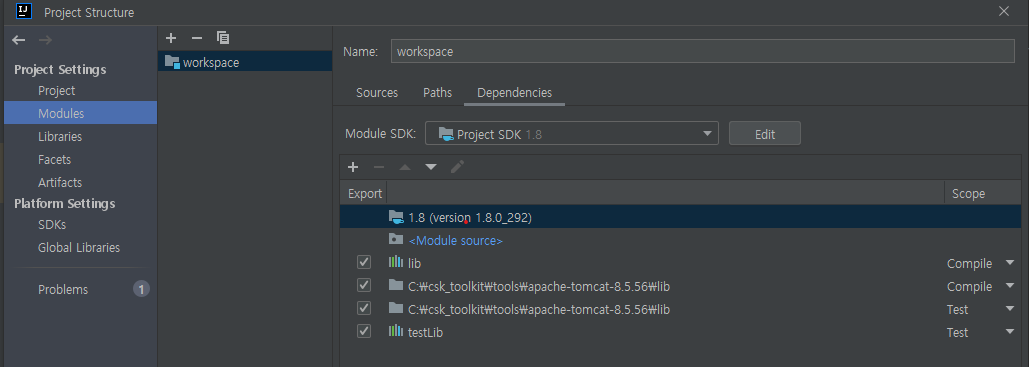 Project Structure
Project Settings
Project
Modules
Libraries
Facets
Artifacts
Platform Settings
SDKs
Global Libraries
Problems 1
workspace
Name: workspace
Sources Paths Dependencies
Module SDK: Project SDK 1.8 Edit
Export Scope
1.8 (version 1.8.0_292)
<Module source>
lib Compile
C:₩csk_toolkit₩tools₩apache-tomcat-8.5.56₩lib Compile
C:₩csk_toolkit₩tools₩apache-tomcat-8.5.56₩lib Test
testLib Test